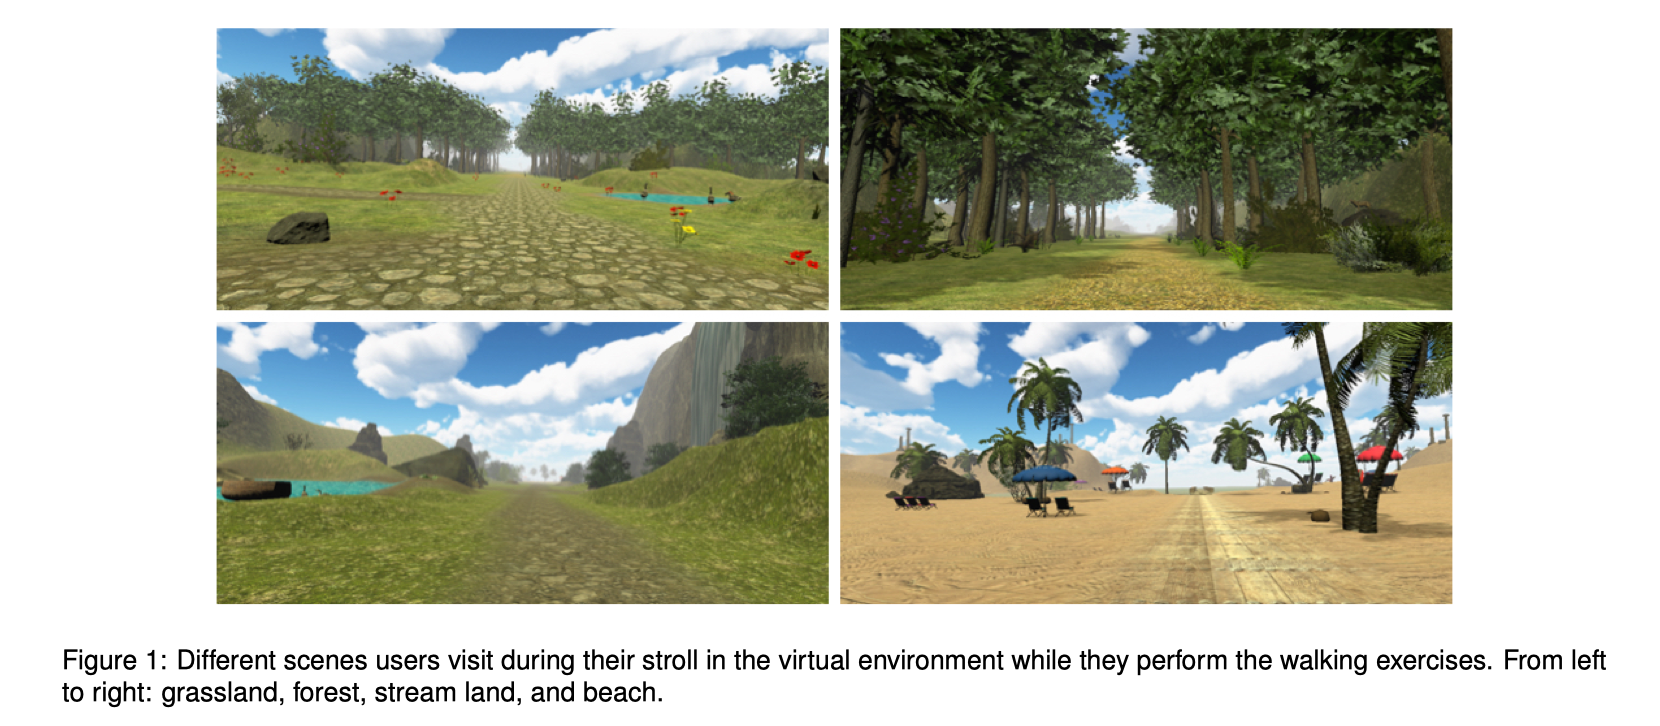 Figure 1: Different scenes users visit during their stroll in the virtual environment while they perform the walking exercises. From left
to right: grassland, forest, stream land, and beach.